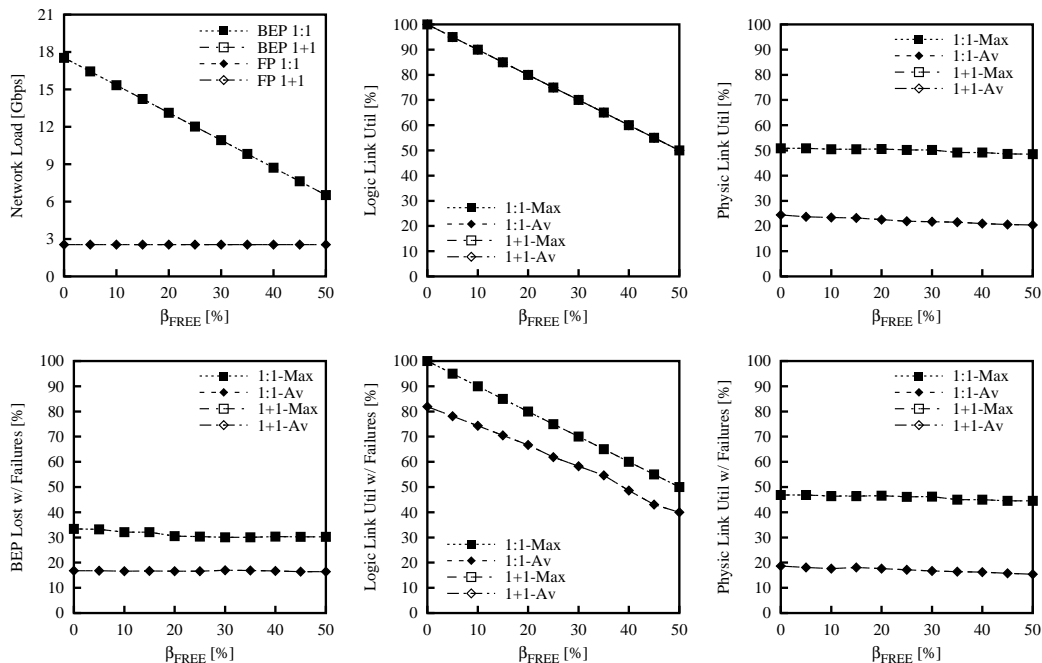 Network Load [Gbps]
21
18
15
12
9
6
3
0
BEP 1:1
BEP 1+1
FP 1:1
FP 1+1
0 10 20 30 40 50
βFREE [%]
Logic Link Util [%]
100
90
80
70
60
50
40
30
20
10
0
1:1-Max
1:1-Av
1+1-Max
1+1-Av
0 10 20 30 40 50
βFREE [%]
Physic Link Util [%]
100
90
80
70
60
50
40
30
20
10
0
1:1-Max
1:1-Av
1+1-Max
1+1-Av
0 10 20 30 40 50
βFREE [%]
BEP Lost w/ Failures [%]
100
90
80
70
60
50
40
30
20
10
0
1:1-Max
1:1-Av
1+1-Max
1+1-Av
0 10 20 30 40 50
βFREE [%]
Logic Link Util w/ Failures [%]
100
90
80
70
60
50
40
30
20
10
0
1:1-Max
1:1-Av
1+1-Max
1+1-Av
0 10 20 30 40 50
βFREE [%]
Physic Link Util w/ Failures [%]
100
90
80
70
60
50
40
30
20
10
0
1:1-Max
1:1-Av
1+1-Max
1+1-Av
0 10 20 30 40 50
βFREE [%]